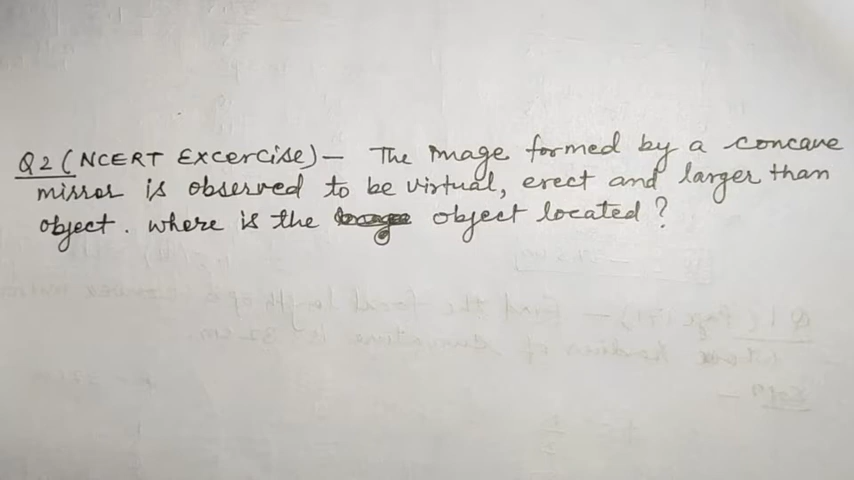 Q2 (NCERT Excercise) - The Image formed by a concave
mirror is observed to be virtual, erect and larger than
object. where is the object located?